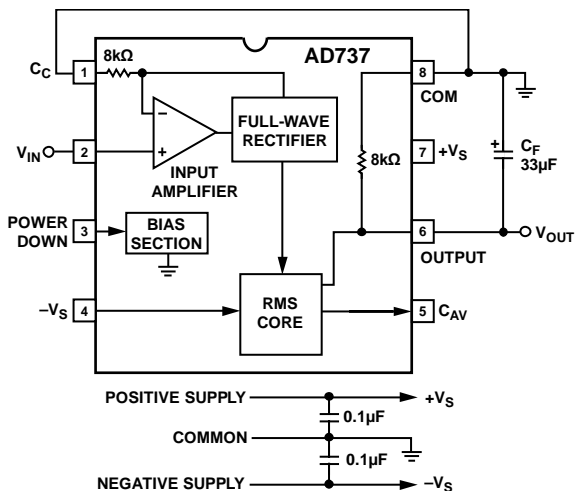 AD737
8kΩ
C_C
1
8
COM
FULL-WAVE
RECTIFIER
8kΩ
V_IN
2
–
+
INPUT
AMPLIFIER
7
+V_S
+
C_F
33µF
POWER
DOWN
3
BIAS
SECTION
6
OUTPUT
V_OUT
–V_S
4
RMS
CORE
5
C_AV
POSITIVE SUPPLY
+V_S
0.1µF
COMMON
0.1µF
NEGATIVE SUPPLY
–V_S